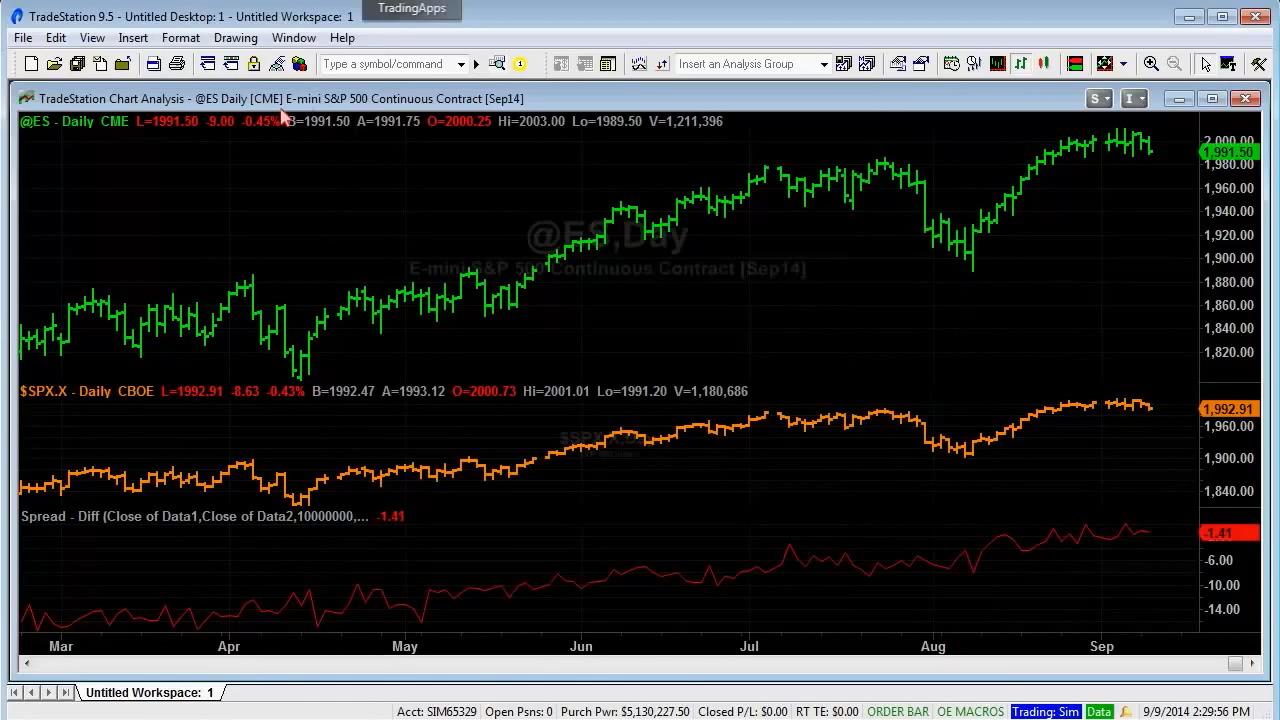 TradeStation 9.5 - Untitled Desktop: 1 - Untitled Workspace: 1
TradingApps
File Edit View Insert Format Drawing Window Help
Type a symbol/command
Insert an Analysis Group
TradeStation Chart Analysis - @ES Daily [CME] E-mini S&P 500 Continuous Contract [Sep14]
S I
@ES - Daily CME L=1991.50 -9.00 -0.45% B=1991.50 A=1991.75 O=2000.25 Hi=2003.00 Lo=1989.50 V=1,211,396
2,000.00
1,991.50
1,980.00
1,960.00
1,940.00
@ES,Day
1,920.00
1,900.00
E-mini S&P 500 Continuous Contract [Sep14]
1,880.00
1,860.00
1,840.00
1,820.00
$SPX.X - Daily CBOE L=1992.91 -8.63 -0.43% B=1992.47 A=1993.12 O=2000.73 Hi=2001.01 Lo=1991.20 V=1,180,686
1,992.91
1,960.00
1,900.00
1,840.00
Spread - Diff (Close of Data1,Close of Data2,10000000,... -1.41
-1.41
-6.00
-10.00
-14.00
Mar Apr May Jun Jul Aug Sep
Untitled Workspace: 1
Acct: SIM65329 Open Psns: 0 Purch Pwr: $5,130,227.50 Closed P/L: $0.00 RT TE: $0.00 ORDER BAR OE MACROS Trading: Sim Data 9/9/2014 2:29:56 PM